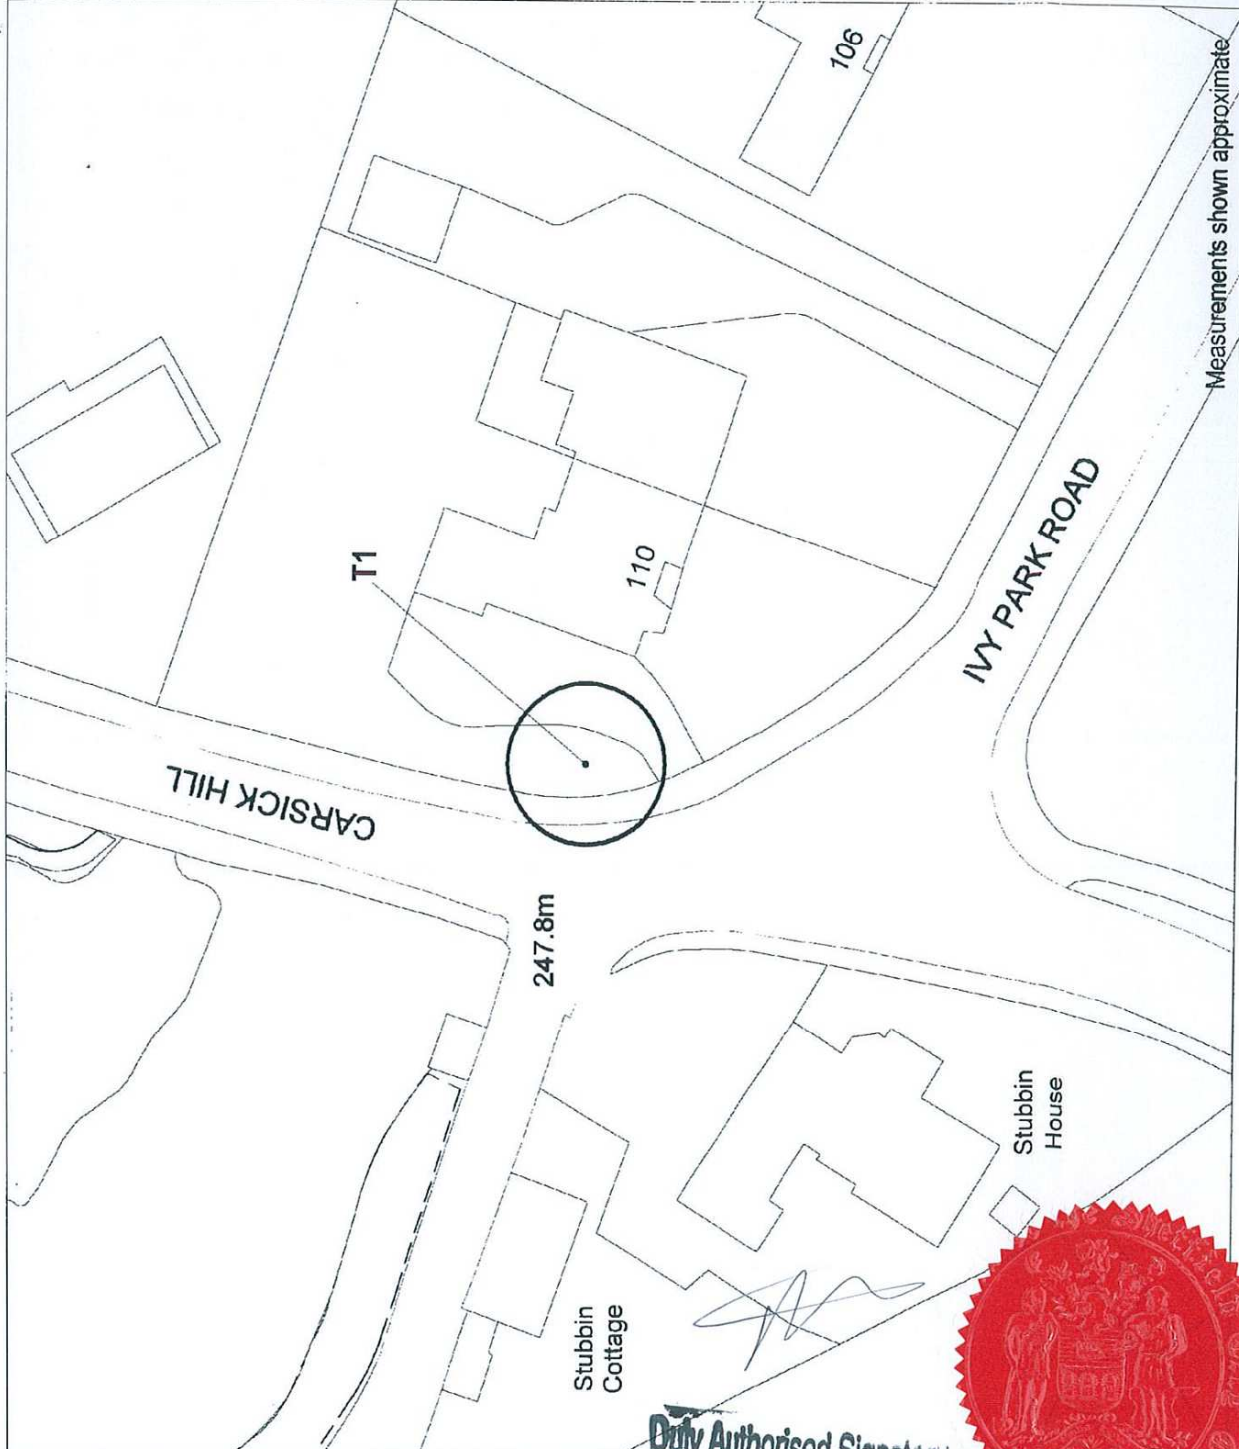 106
Measurements shown approximate
T1
110
CARSICK HILL
IVY PARK ROAD
247.8m
Stubbin
House
Stubbin
Cottage
Duly Authorised Signatory